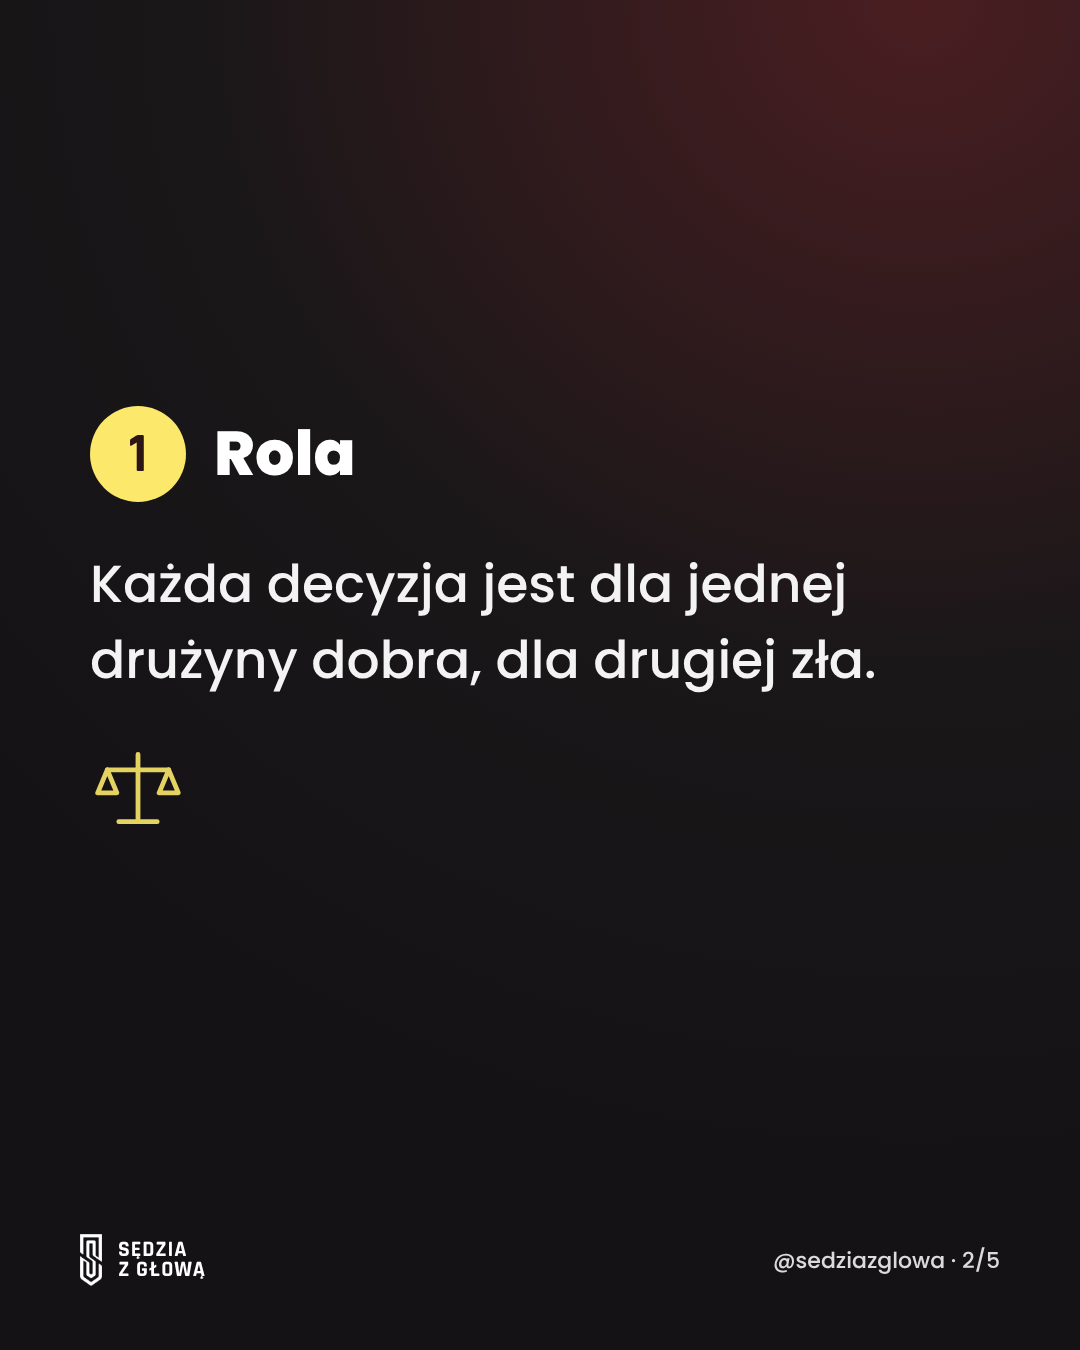 1 Rola
Każda decyzja jest dla jednej
drużyny dobra, dla drugiej zła.
SĘDZIA
Z GŁOWĄ
@sedziazglowa · 2/5